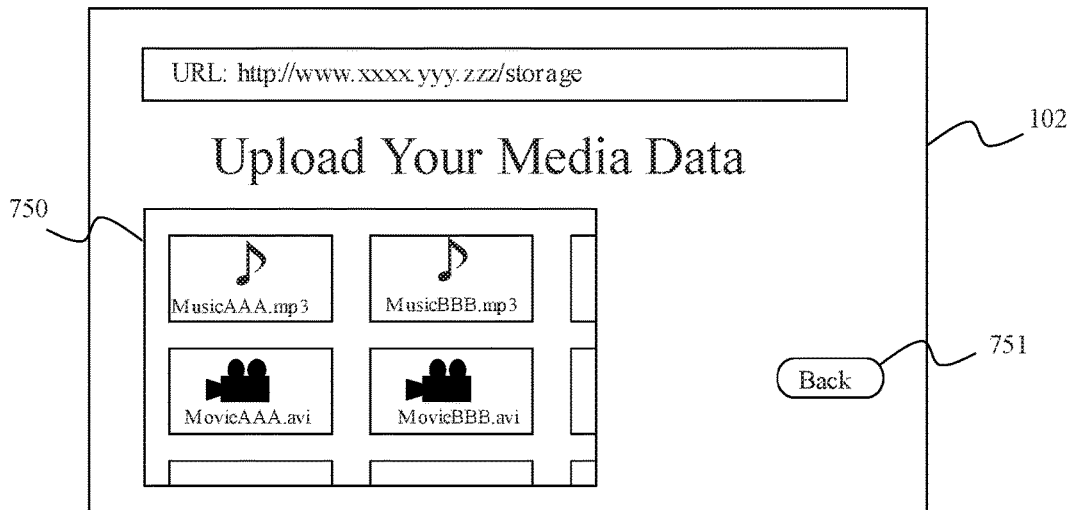 URL: http://www.xxxx.yyy.zzz/storage
102
Upload Your Media Data
750
MusicAAA.mp3 MusicBBB.mp3
751
Back
MovieAAA.avi MovieBBB.avi